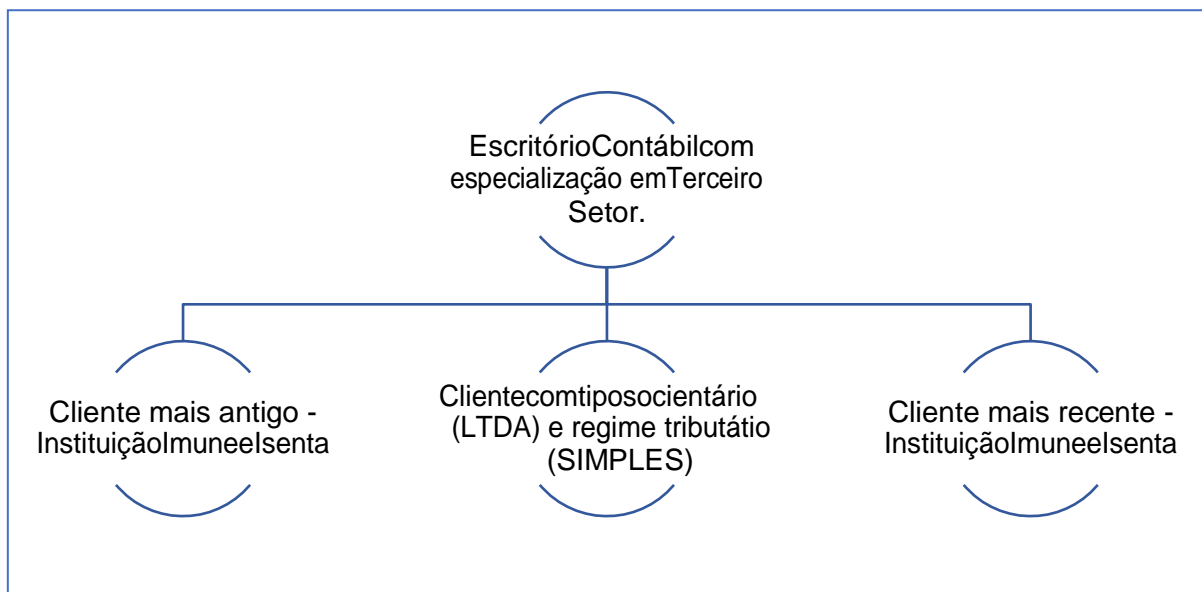 EscritórioContábilcom
especialização emTerceiro
Setor.
Cliente mais antigo -
InstituiçãoImuneeIsenta
Clientecomtiposocientário
(LTDA) e regime tributátio
(SIMPLES)
Cliente mais recente -
InstituiçãoImuneeIsenta